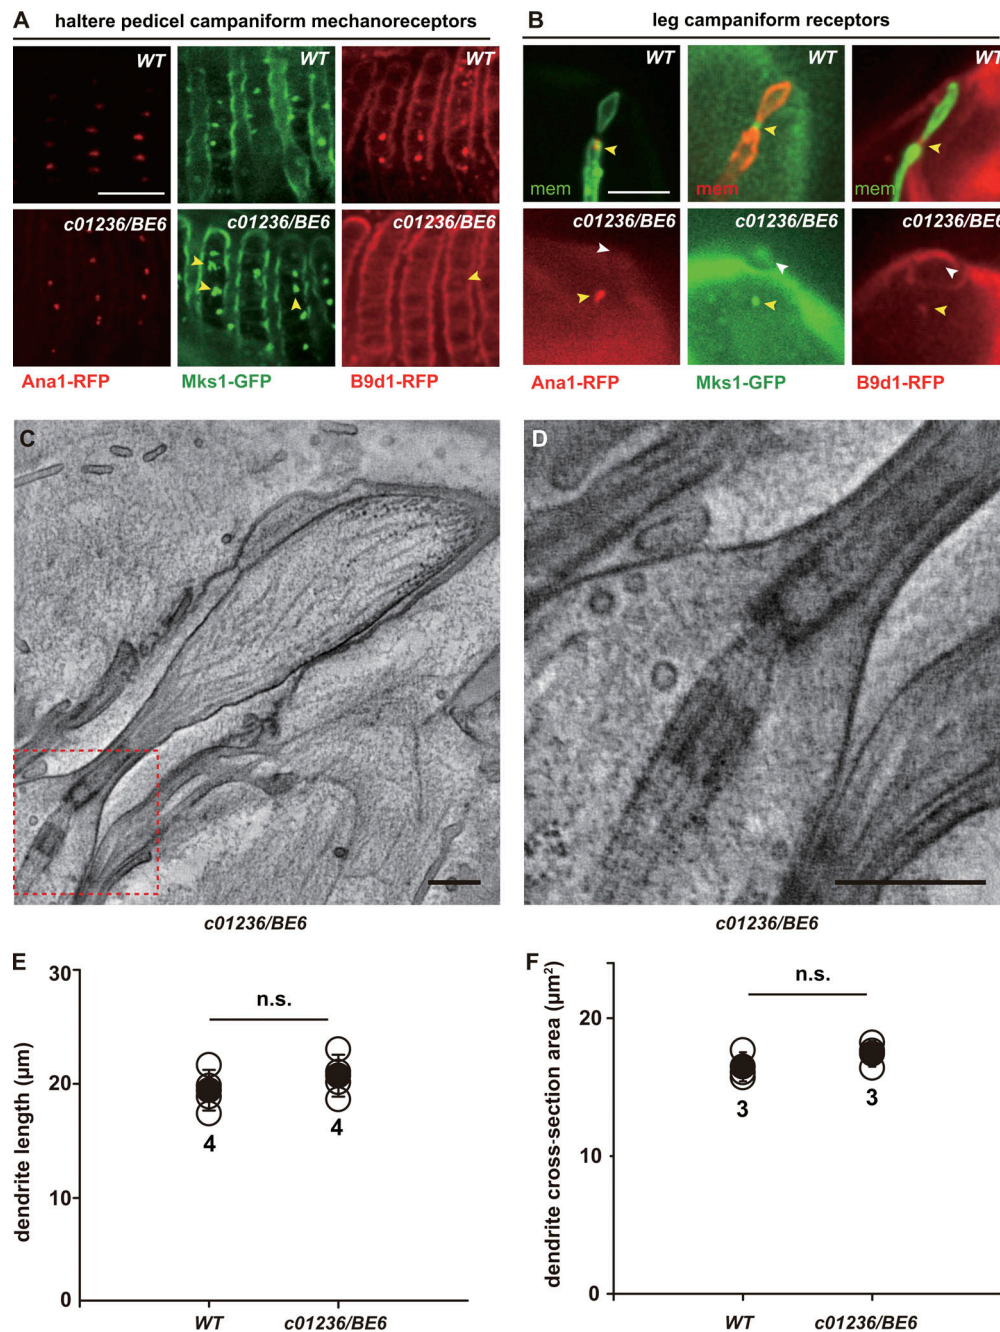 A haltere pedicel campaniform mechanoreceptors
WT WT WT
c01236/BE6 c01236/BE6 c01236/BE6
Ana1-RFP Mks1-GFP B9d1-RFP
B leg campaniform receptors
WT WT WT
mem mem mem
c01236/BE6 c01236/BE6 c01236/BE6
Ana1-RFP Mks1-GFP B9d1-RFP
C
c01236/BE6
D
c01236/BE6
E
dendrite length (µm)
30
20
10
0
n.s.
4 4
WT c01236/BE6
F
dendrite cross-section area (µm²)
20
10
0
n.s.
3 3
WT c01236/BE6